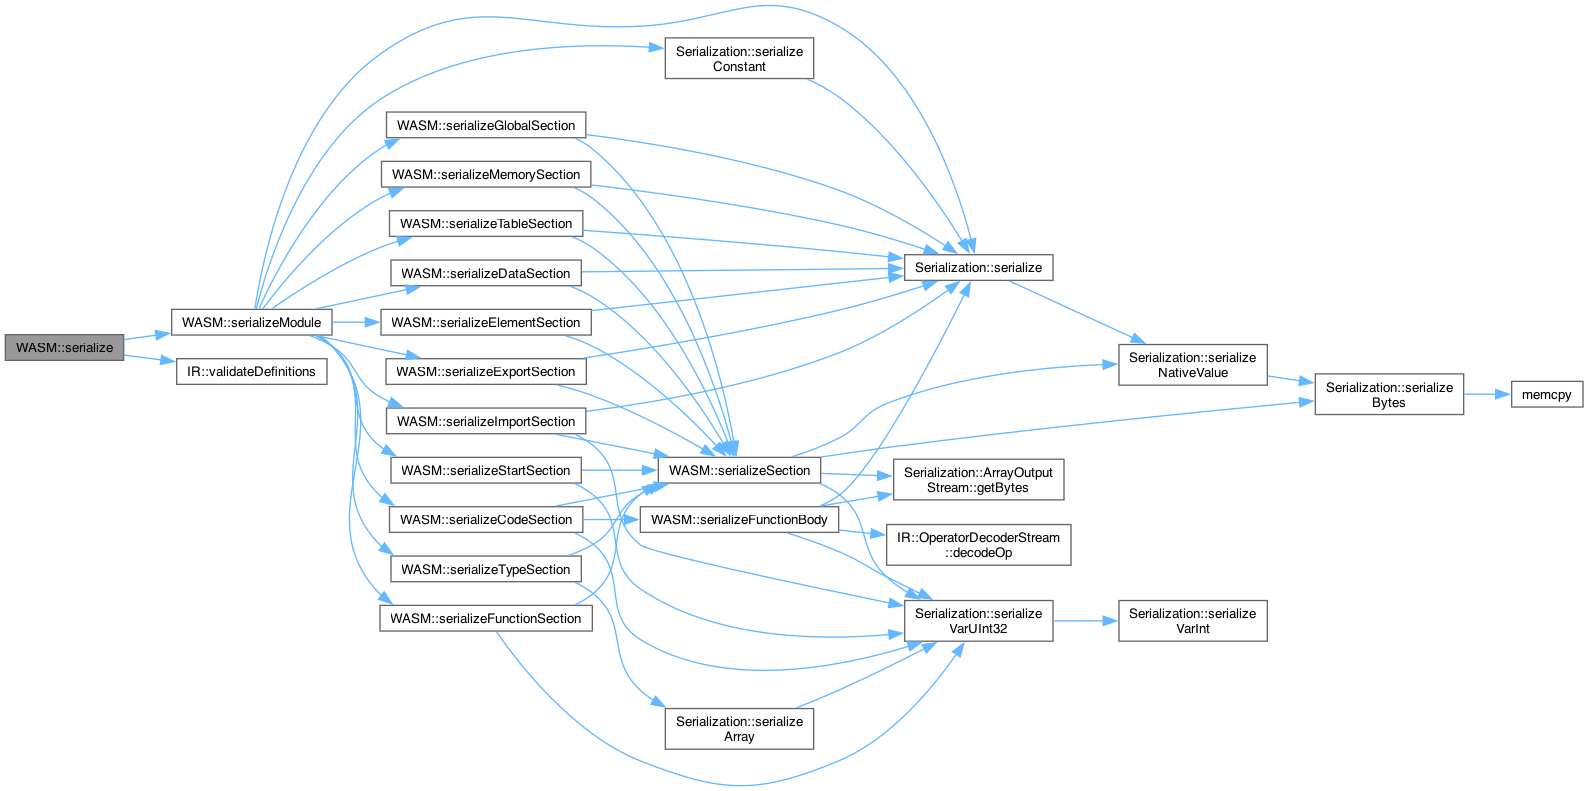 WASM::serialize
WASM::serializeModule
IR::validateDefinitions
Serialization::serialize
Constant
WASM::serializeGlobalSection
WASM::serializeMemorySection
WASM::serializeTableSection
WASM::serializeDataSection
WASM::serializeElementSection
WASM::serializeExportSection
WASM::serializeImportSection
WASM::serializeStartSection
WASM::serializeCodeSection
WASM::serializeTypeSection
WASM::serializeFunctionSection
WASM::serializeSection
WASM::serializeFunctionBody
Serialization::serialize
Array
Serialization::serialize
Serialization::ArrayOutput
Stream::getBytes
IR::OperatorDecoderStream
::decodeOp
Serialization::serialize
VarUInt32
Serialization::serialize
NativeValue
Serialization::serialize
VarInt
Serialization::serialize
Bytes
memcpy